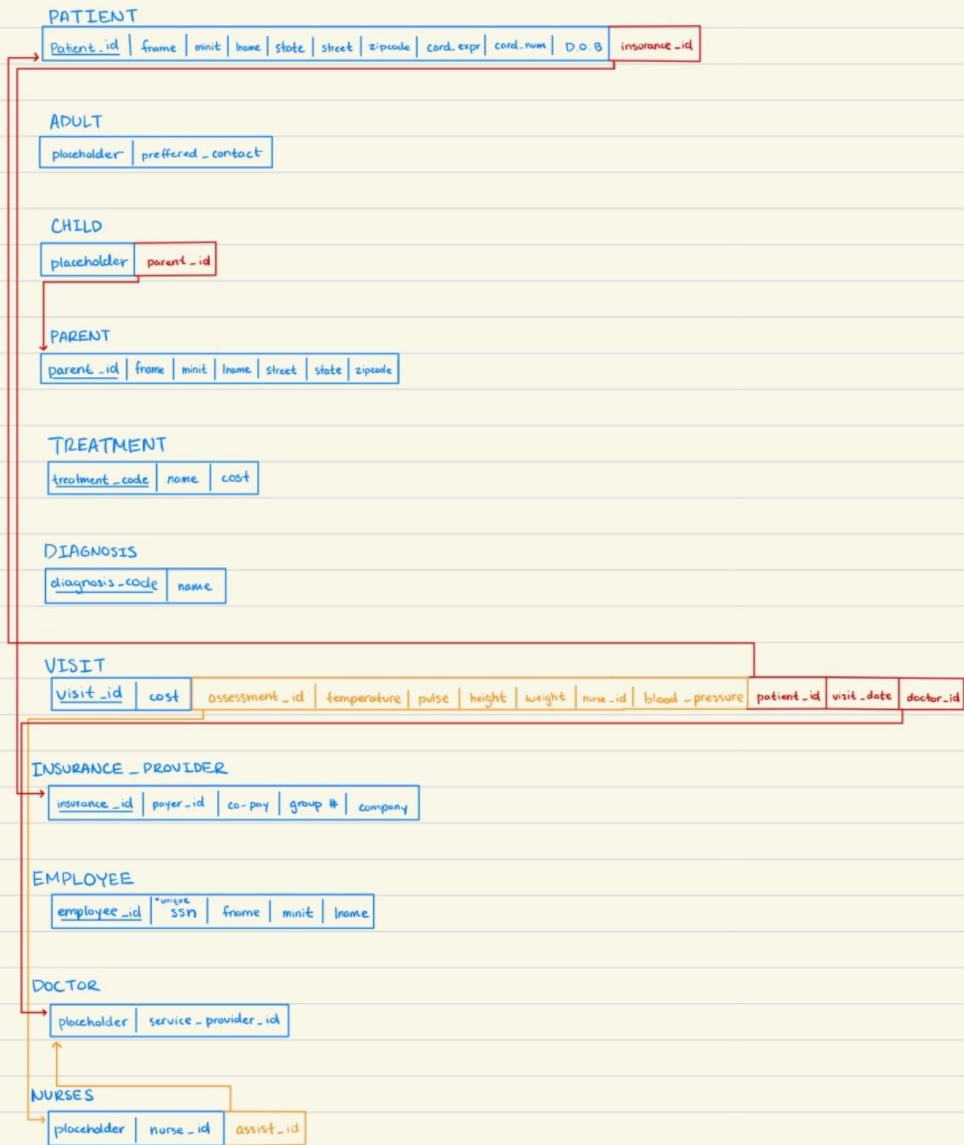 PATIENT
Patient_id fname minit lname state street zipcode card_expr card_num D.O.B insurance_id
ADULT
placeholder preffered_contact
CHILD
placeholder parent_id
PARENT
parent_id fname minit lname street state zipcode
TREATMENT
treatment_code name cost
DIAGNOSIS
diagnosis_code name
VISIT
visit_id cost assessment_id temperature pulse height weight nurse_id blood_pressure patient_id visit_date doctor_id
INSURANCE_PROVIDER
insurance_id payer_id co-pay group # company
EMPLOYEE
employee_id *unique ssn fname minit lname
DOCTOR
placeholder service_provider_id
NURSES
placeholder nurse_id assist_id